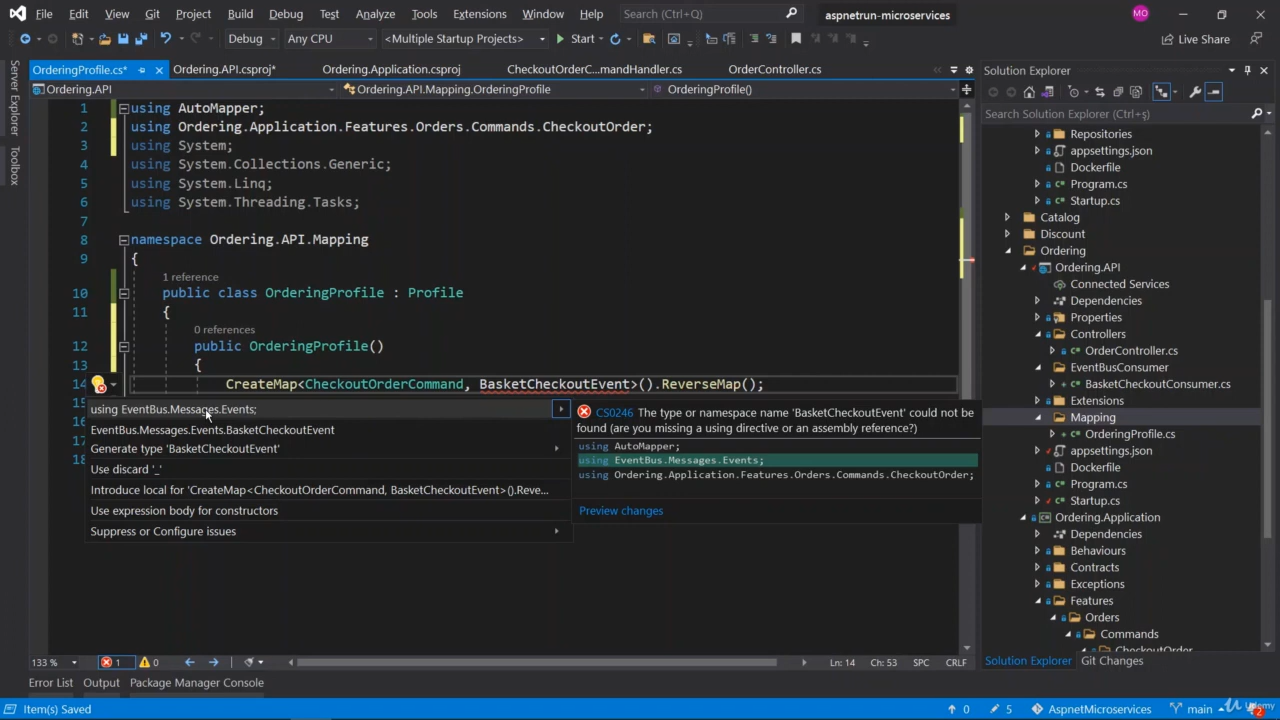 File Edit View Git Project Build Debug Test Analyze Tools Extensions Window Help Search (Ctrl+Q) aspnetrun-microservices MO
Debug Any CPU <Multiple Startup Projects> Start Live Share
Server Explorer
Toolbox
OrderingProfile.cs* Ordering.API.csproj* Ordering.Application.csproj CheckoutOrderC...mandHandler.cs OrderController.cs
Ordering.API Ordering.API.Mapping.OrderingProfile OrderingProfile()
1 using AutoMapper;
2 using Ordering.Application.Features.Orders.Commands.CheckoutOrder;
3 using System;
4 using System.Collections.Generic;
5 using System.Linq;
6 using System.Threading.Tasks;
7
8 namespace Ordering.API.Mapping
9 {
1 reference
10 public class OrderingProfile : Profile
11 {
0 references
12 public OrderingProfile()
13 {
14 CreateMap<CheckoutOrderCommand, BasketCheckoutEvent>().ReverseMap();
15
16
17
18
using EventBus.Messages.Events;
EventBus.Messages.Events.BasketCheckoutEvent
Generate type 'BasketCheckoutEvent'
Use discard '_'
Introduce local for 'CreateMap<CheckoutOrderCommand, BasketCheckoutEvent>().Reve...
Use expression body for constructors
Suppress or Configure issues
CS0246 The type or namespace name 'BasketCheckoutEvent' could not be
found (are you missing a using directive or an assembly reference?)
using AutoMapper;
using EventBus.Messages.Events;
using Ordering.Application.Features.Orders.Commands.CheckoutOrder;
Preview changes
133 % 1 0 Ln: 14 Ch: 53 SPC CRLF
Error List Output Package Manager Console
Solution Explorer
Search Solution Explorer (Ctrl+ş)
Repositories
appsettings.json
Dockerfile
Program.cs
Startup.cs
Catalog
Discount
Ordering
Ordering.API
Connected Services
Dependencies
Properties
Controllers
OrderController.cs
EventBusConsumer
BasketCheckoutConsumer.cs
Extensions
Mapping
OrderingProfile.cs
appsettings.json
Dockerfile
Program.cs
Startup.cs
Ordering.Application
Dependencies
Behaviours
Contracts
Exceptions
Features
Orders
Commands
CheckoutOrder
Solution Explorer Git Changes
Item(s) Saved 0 5 AspnetMicroservices main 2
Udemy